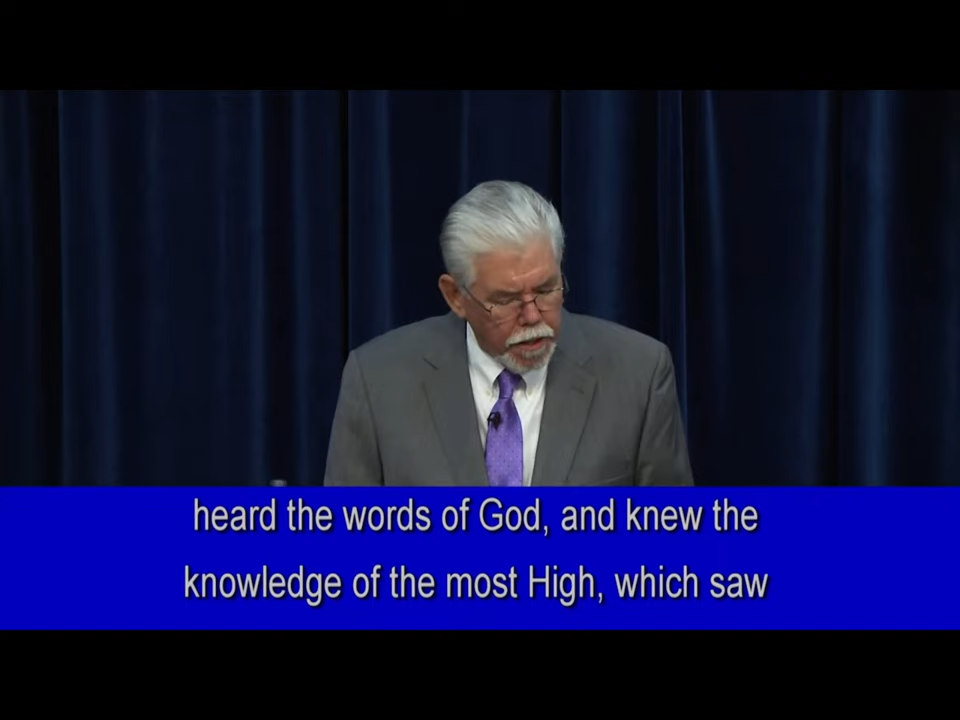 heard the words of God, and knew the
knowledge of the most High, which saw